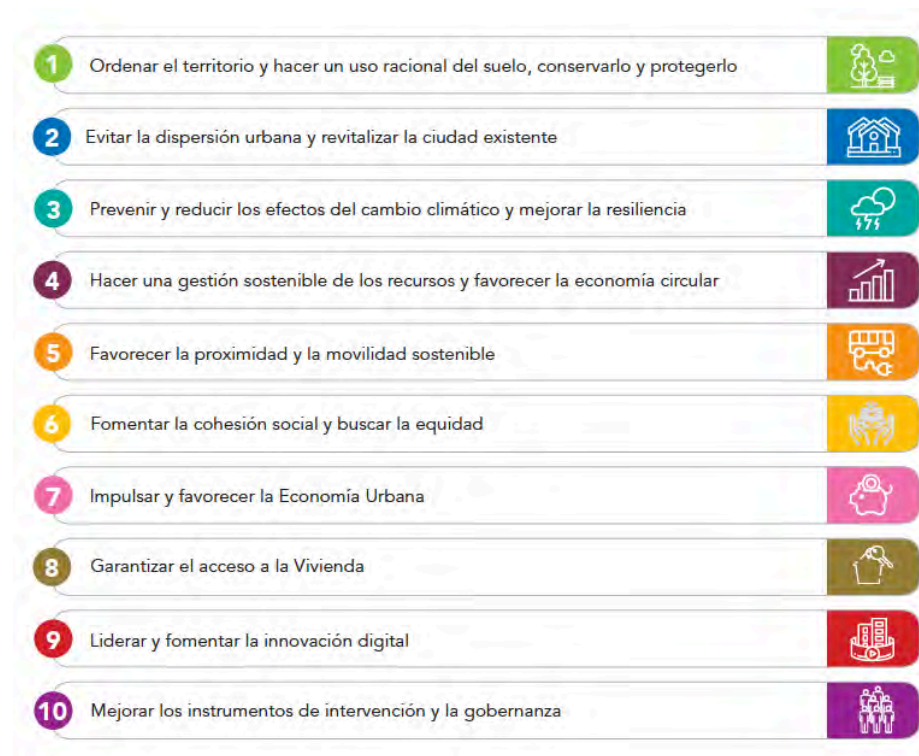 1 Ordenar el territorio y hacer un uso racional del suelo, conservarlo y protegerlo
2 Evitar la dispersión urbana y revitalizar la ciudad existente
3 Prevenir y reducir los efectos del cambio climático y mejorar la resiliencia
4 Hacer una gestión sostenible de los recursos y favorecer la economía circular
5 Favorecer la proximidad y la movilidad sostenible
6 Fomentar la cohesión social y buscar la equidad
7 Impulsar y favorecer la Economía Urbana
8 Garantizar el acceso a la Vivienda
9 Liderar y fomentar la innovación digital
10 Mejorar los instrumentos de intervención y la gobernanza